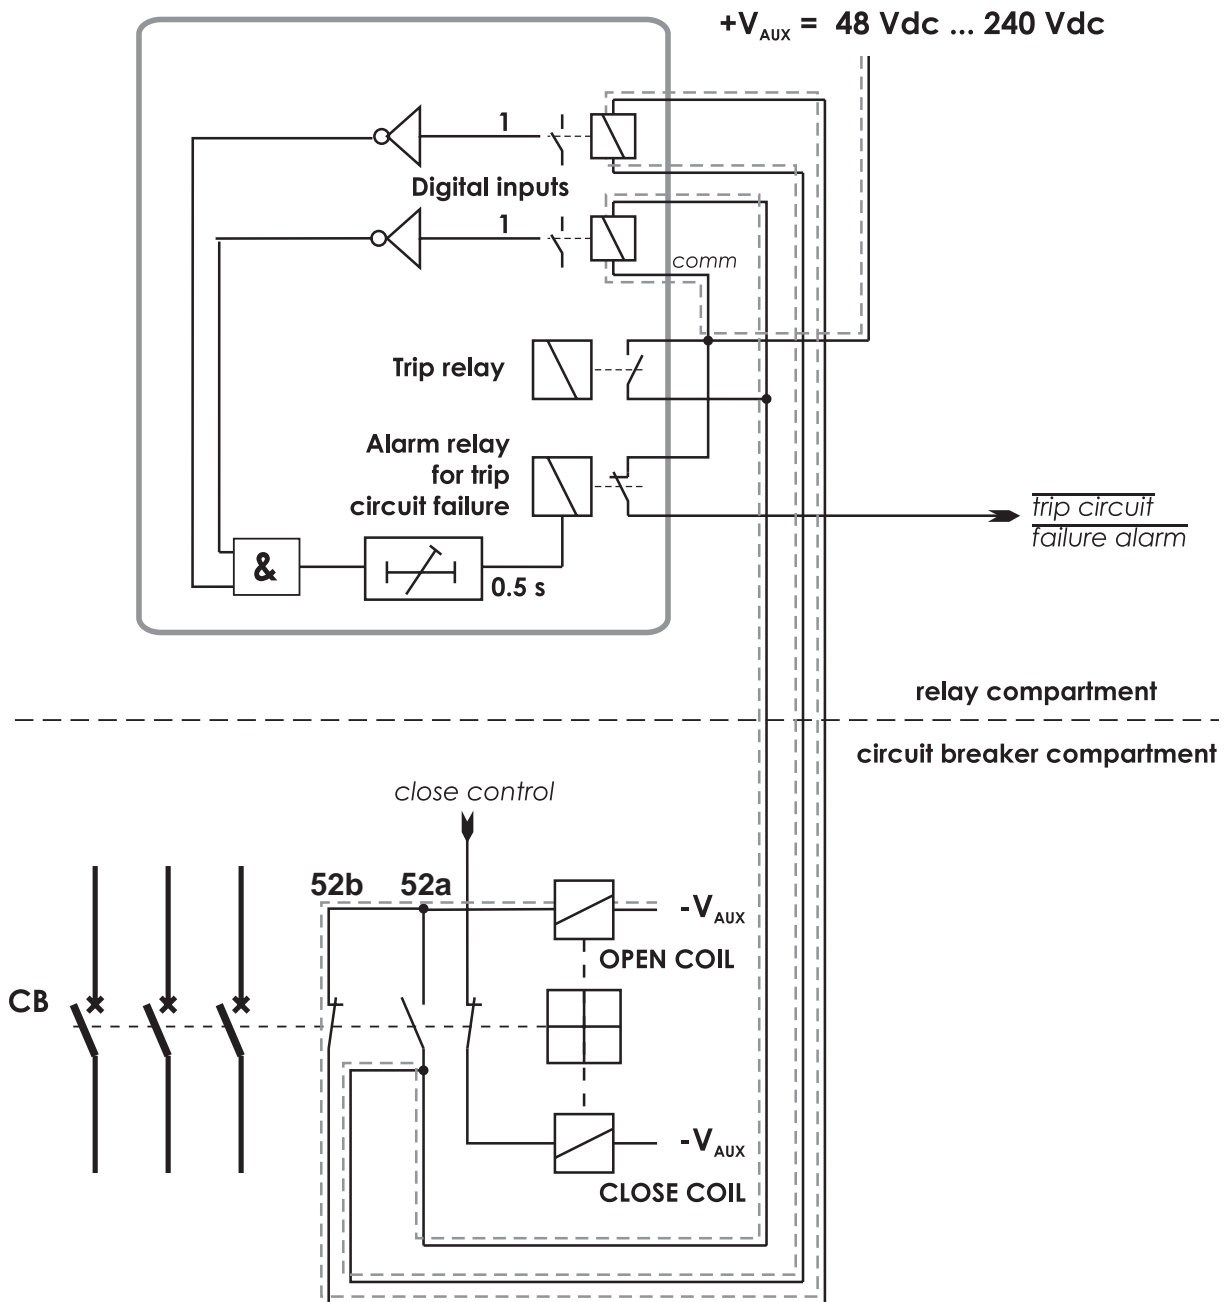 +VAUX = 48 Vdc ... 240 Vdc
1
Digital inputs
1
comm
Trip relay
Alarm relay
for trip
circuit failure
trip circuit
failure alarm
&
0.5 s
relay compartment
circuit breaker compartment
close control
52b 52a
-VAUX
OPEN COIL
CB
-VAUX
CLOSE COIL